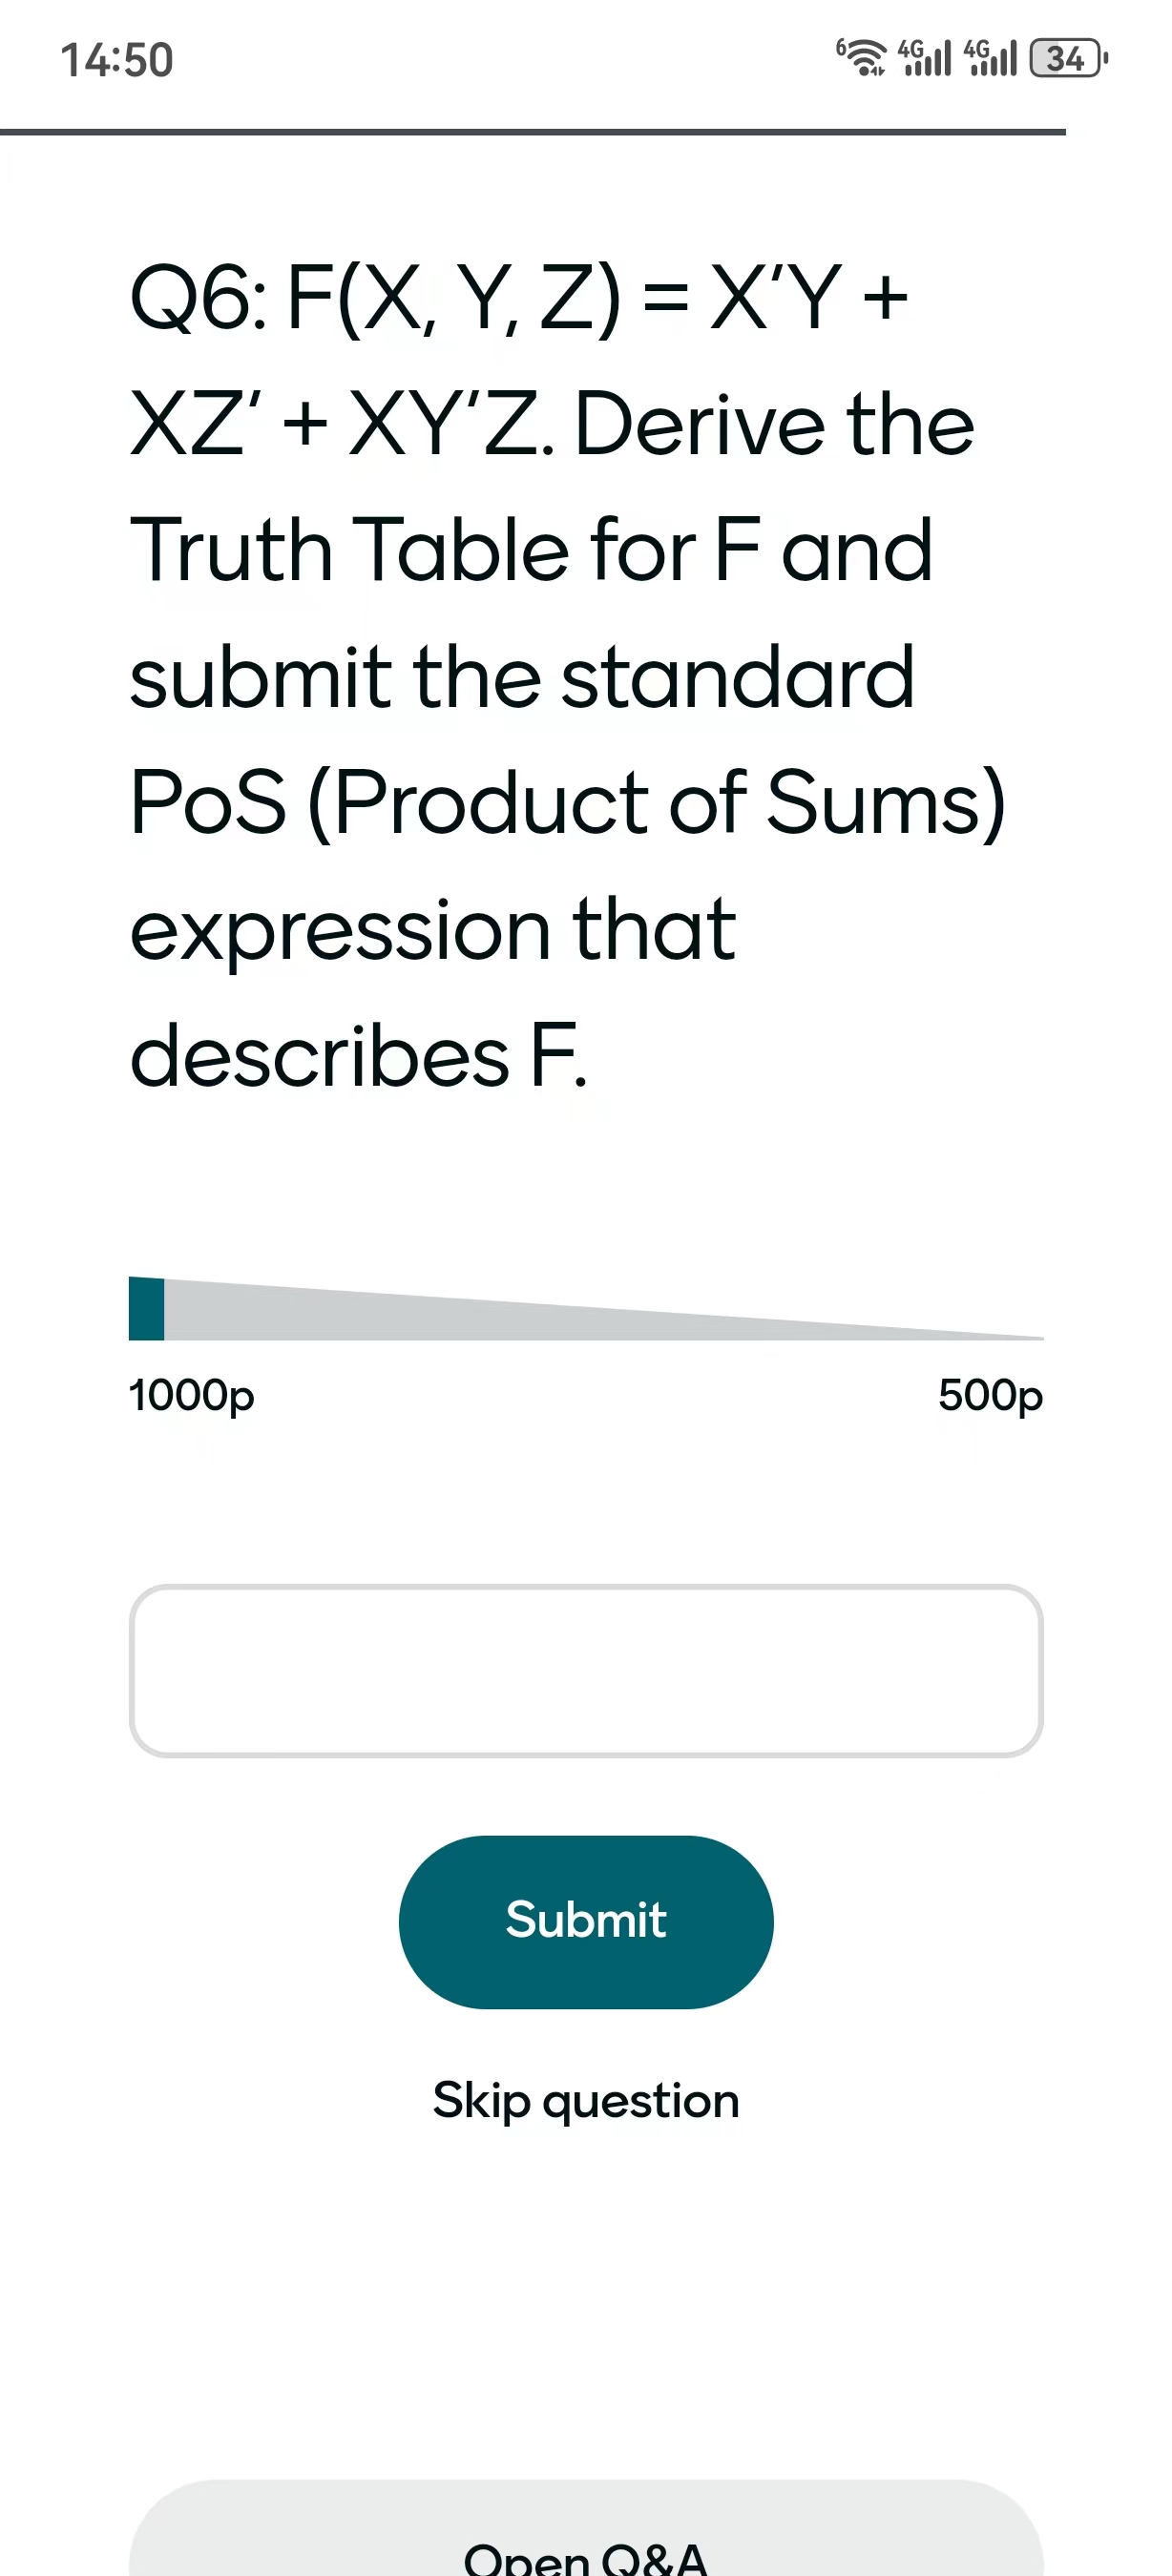 14:50
6 4G 4G 34
Q6: F(X, Y, Z) = X’Y +
XZ’ + XY’Z. Derive the
Truth Table for F and
submit the standard
PoS (Product of Sums)
expression that
describes F.
1000p 500p
Submit
Skip question
Open Q&A